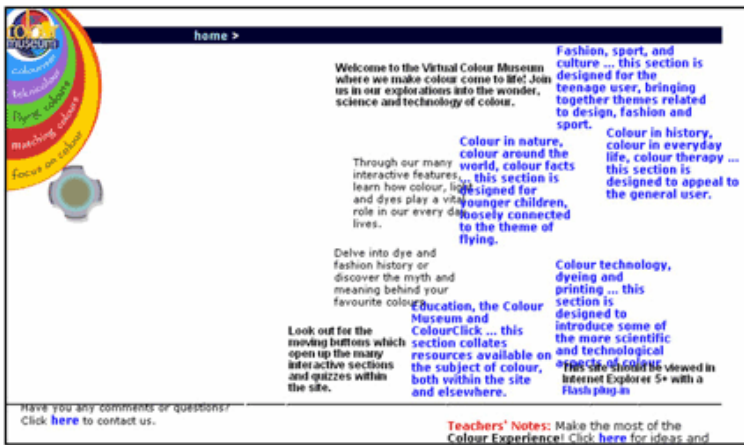 colour
museum
colourama
teknicolour
flying colours
matching colours
focus on colour
home >
Welcome to the Virtual Colour Museum
where we make colour come to life! Join
us in our explorations into the wonder,
science and technology of colour.
Fashion, sport, and
culture ... this section is
designed for the
teenage user, bringing
together themes related
to design, fashion and
sport.
Through our many
interactive features,
learn how colour, light
and dyes play a vital
role in our every day
lives.
Colour in nature,
colour around the
world, colour facts
... this section is
designed for
younger children,
loosely connected
to the theme of
flying.
Colour in history,
colour in everyday
life, colour therapy ...
this section is
designed to appeal to
the general user.
Delve into dye and
fashion history or
discover the myth and
meaning behind your
favourite colours.
Colour technology,
dyeing and
printing ... this
section is
designed to
introduce some of
the more scientific
and technological
aspects of colour
Look out for the
moving buttons which
open up the many
interactive sections
and quizzes within
the site.
Education, the Colour
Museum and
ColourClick ... this
section collates
resources available on
the subject of colour,
both within the site
and elsewhere.
This site should be viewed in
Internet Explorer 5+ with a
Flash plug-in
Have you any comments or questions?
Click here to contact us.
Teachers' Notes: Make the most of the
Colour Experience! Click here for ideas and